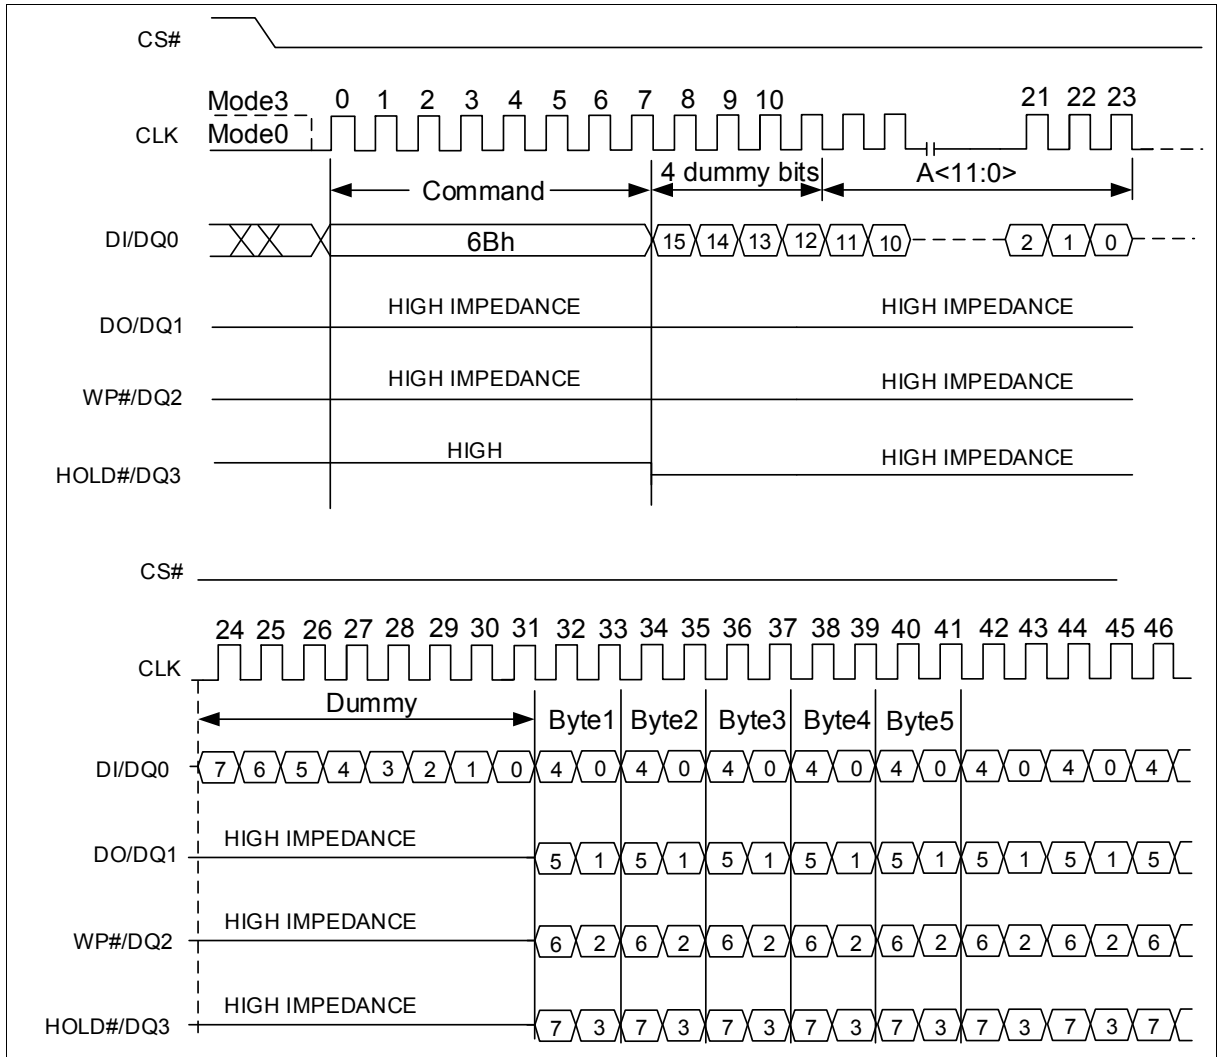 CS#
Mode3 0 1 2 3 4 5 6 7 8 9 10 21 22 23
CLK Mode0
Command 4 dummy bits A<11:0>
DI/DQ0 6Bh 15 14 13 12 11 10 2 1 0
HIGH IMPEDANCE HIGH IMPEDANCE
DO/DQ1
HIGH IMPEDANCE HIGH IMPEDANCE
WP#/DQ2
HIGH HIGH IMPEDANCE
HOLD#/DQ3
CS#
24 25 26 27 28 29 30 31 32 33 34 35 36 37 38 39 40 41 42 43 44 45 46
CLK
Dummy Byte1 Byte2 Byte3 Byte4 Byte5
DI/DQ0 7 6 5 4 3 2 1 0 4 0 4 0 4 0 4 0 4 0 4 0 4 0 4
HIGH IMPEDANCE
DO/DQ1 5 1 5 1 5 1 5 1 5 1 5 1 5 1 5
HIGH IMPEDANCE
WP#/DQ2 6 2 6 2 6 2 6 2 6 2 6 2 6 2 6
HIGH IMPEDANCE
HOLD#/DQ3 7 3 7 3 7 3 7 3 7 3 7 3 7 3 7